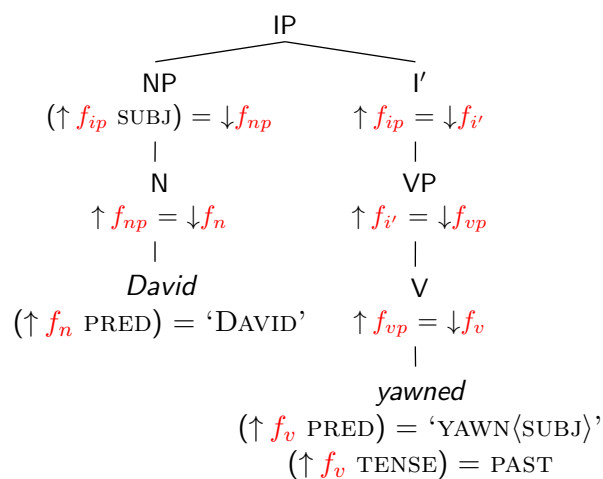 IP
NP I′
(↑ f_ip SUBJ) = ↓f_np ↑ f_ip = ↓f_i′
N VP
↑ f_np = ↓f_n ↑ f_i′ = ↓f_vp
David V
(↑ f_n PRED) = ‘DAVID’ ↑ f_vp = ↓f_v
yawned
(↑ f_v PRED) = ‘YAWN⟨SUBJ⟩’
(↑ f_v TENSE) = PAST